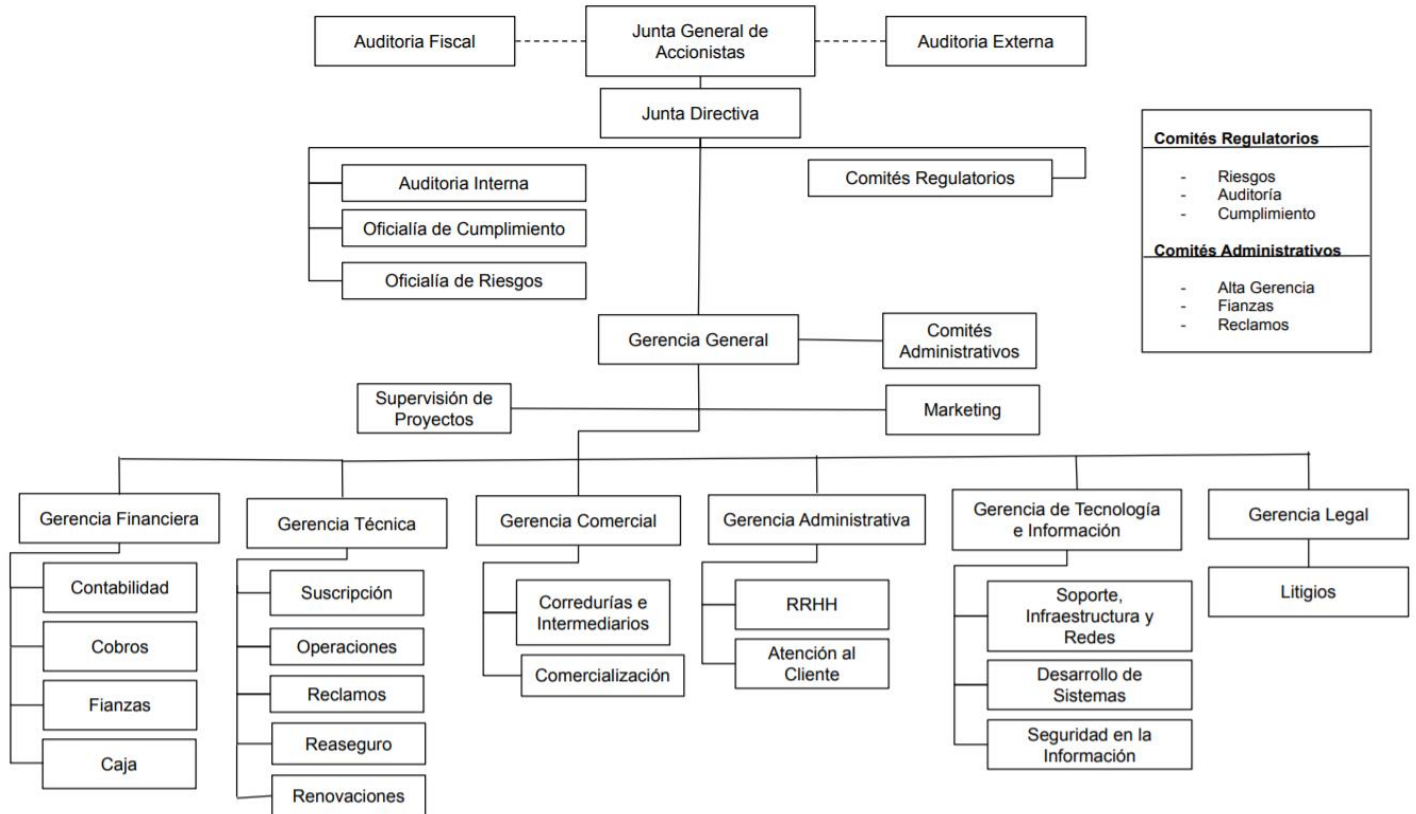 Auditoria Fiscal
Junta General de
Accionistas
Auditoria Externa
Junta Directiva
Auditoria Interna
Oficialía de Cumplimiento
Oficialía de Riesgos
Comités Regulatorios
Comités Regulatorios
- Riesgos
- Auditoría
- Cumplimiento
Comités Administrativos
- Alta Gerencia
- Fianzas
- Reclamos
Gerencia General
Comités
Administrativos
Supervisión de
Proyectos
Marketing
Gerencia Financiera
Contabilidad
Cobros
Fianzas
Caja
Gerencia Técnica
Suscripción
Operaciones
Reclamos
Reaseguro
Renovaciones
Gerencia Comercial
Corredurías e
Intermediarios
Comercialización
Gerencia Administrativa
RRHH
Atención al
Cliente
Gerencia de Tecnología
e Información
Soporte,
Infraestructura y
Redes
Desarrollo de
Sistemas
Seguridad en la
Información
Gerencia Legal
Litigios